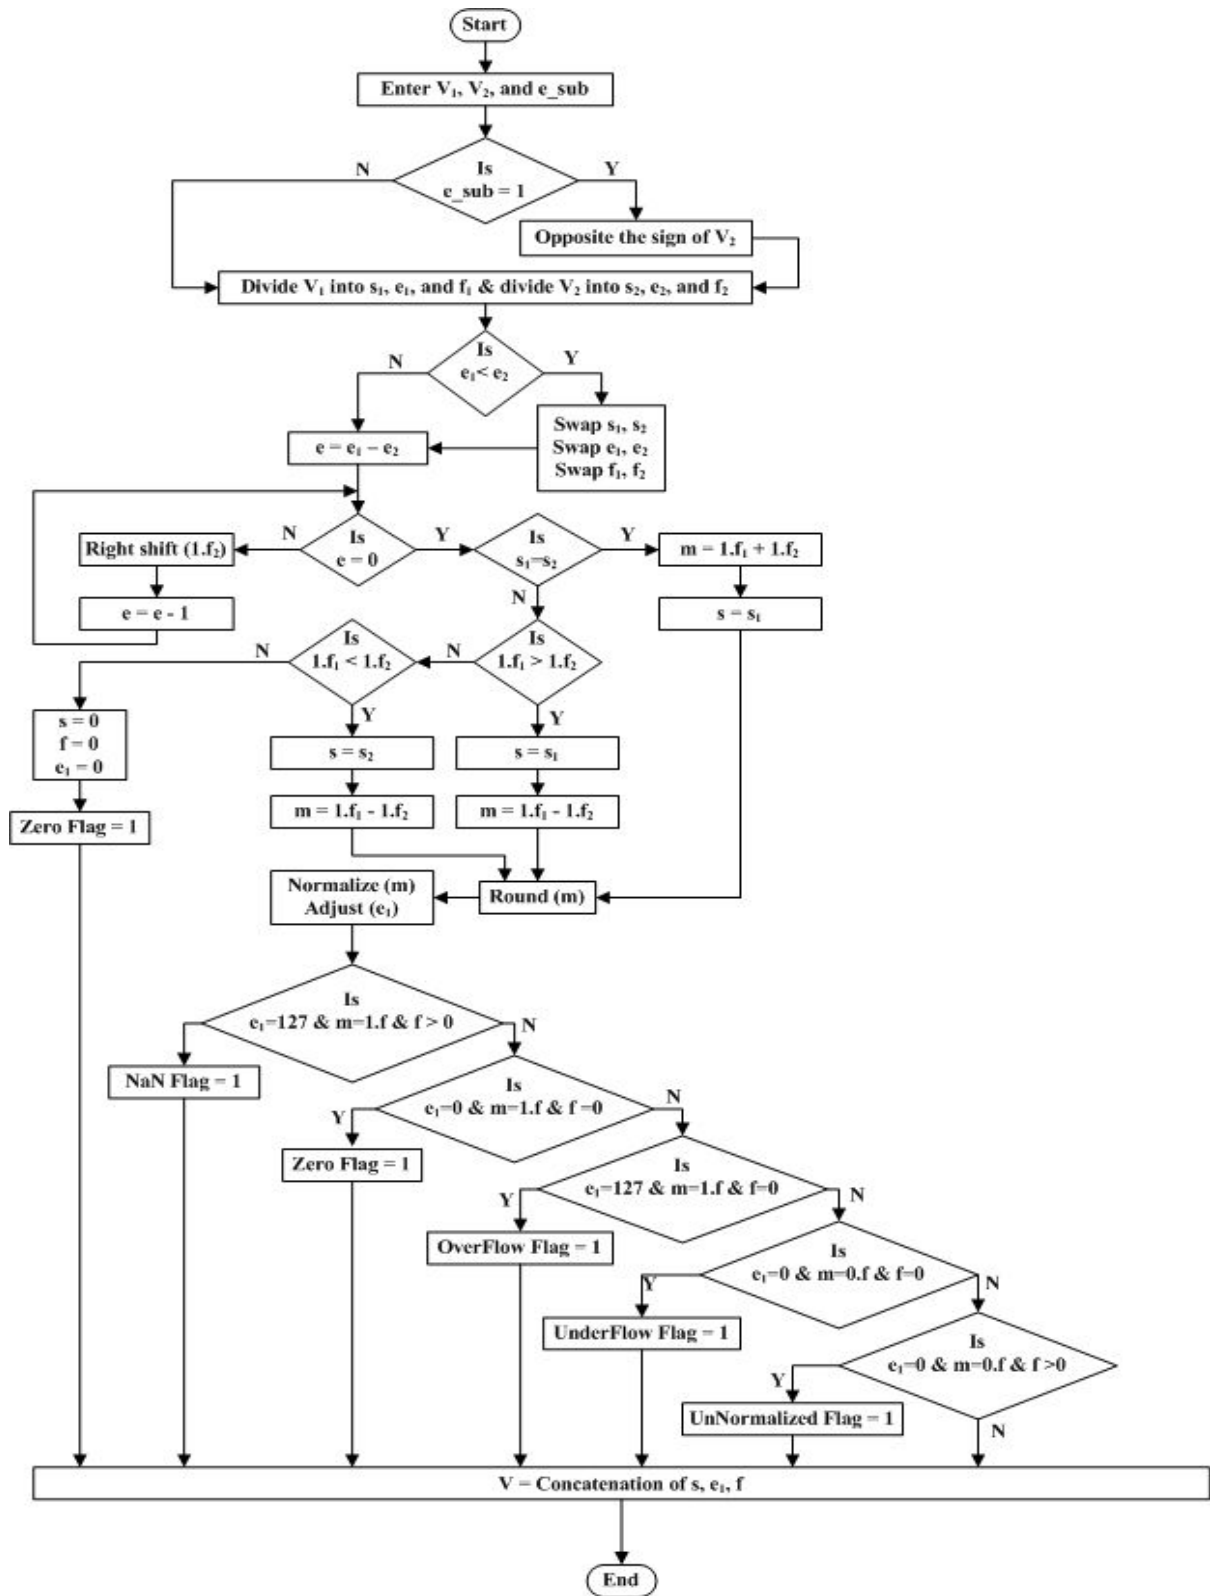 Start
Enter V₁, V₂, and e_sub
Is
e_sub = 1
N
Y
Opposite the sign of V₂
Divide V₁ into s₁, e₁, and f₁ & divide V₂ into s₂, e₂, and f₂
Is
e₁< e₂
N
Y
Swap s₁, s₂
Swap e₁, e₂
Swap f₁, f₂
e = e₁ – e₂
Is
e = 0
N
Y
Right shift (1.f₂)
e = e - 1
Is
s₁=s₂
Y
N
m = 1.f₁ + 1.f₂
s = s₁
Is
1.f₁ > 1.f₂
N
Y
Is
1.f₁ < 1.f₂
N
Y
s = 0
f = 0
e₁ = 0
Zero Flag = 1
s = s₂
m = 1.f₁ - 1.f₂
s = s₁
m = 1.f₁ - 1.f₂
Round (m)
Normalize (m)
Adjust (e₁)
Is
e₁=127 & m=1.f & f > 0
N
NaN Flag = 1
Is
e₁=0 & m=1.f & f =0
Y
N
Zero Flag = 1
Is
e₁=127 & m=1.f & f=0
Y
N
OverFlow Flag = 1
Is
e₁=0 & m=0.f & f=0
Y
N
UnderFlow Flag = 1
Is
e₁=0 & m=0.f & f >0
Y
N
UnNormalized Flag = 1
V = Concatenation of s, e₁, f
End